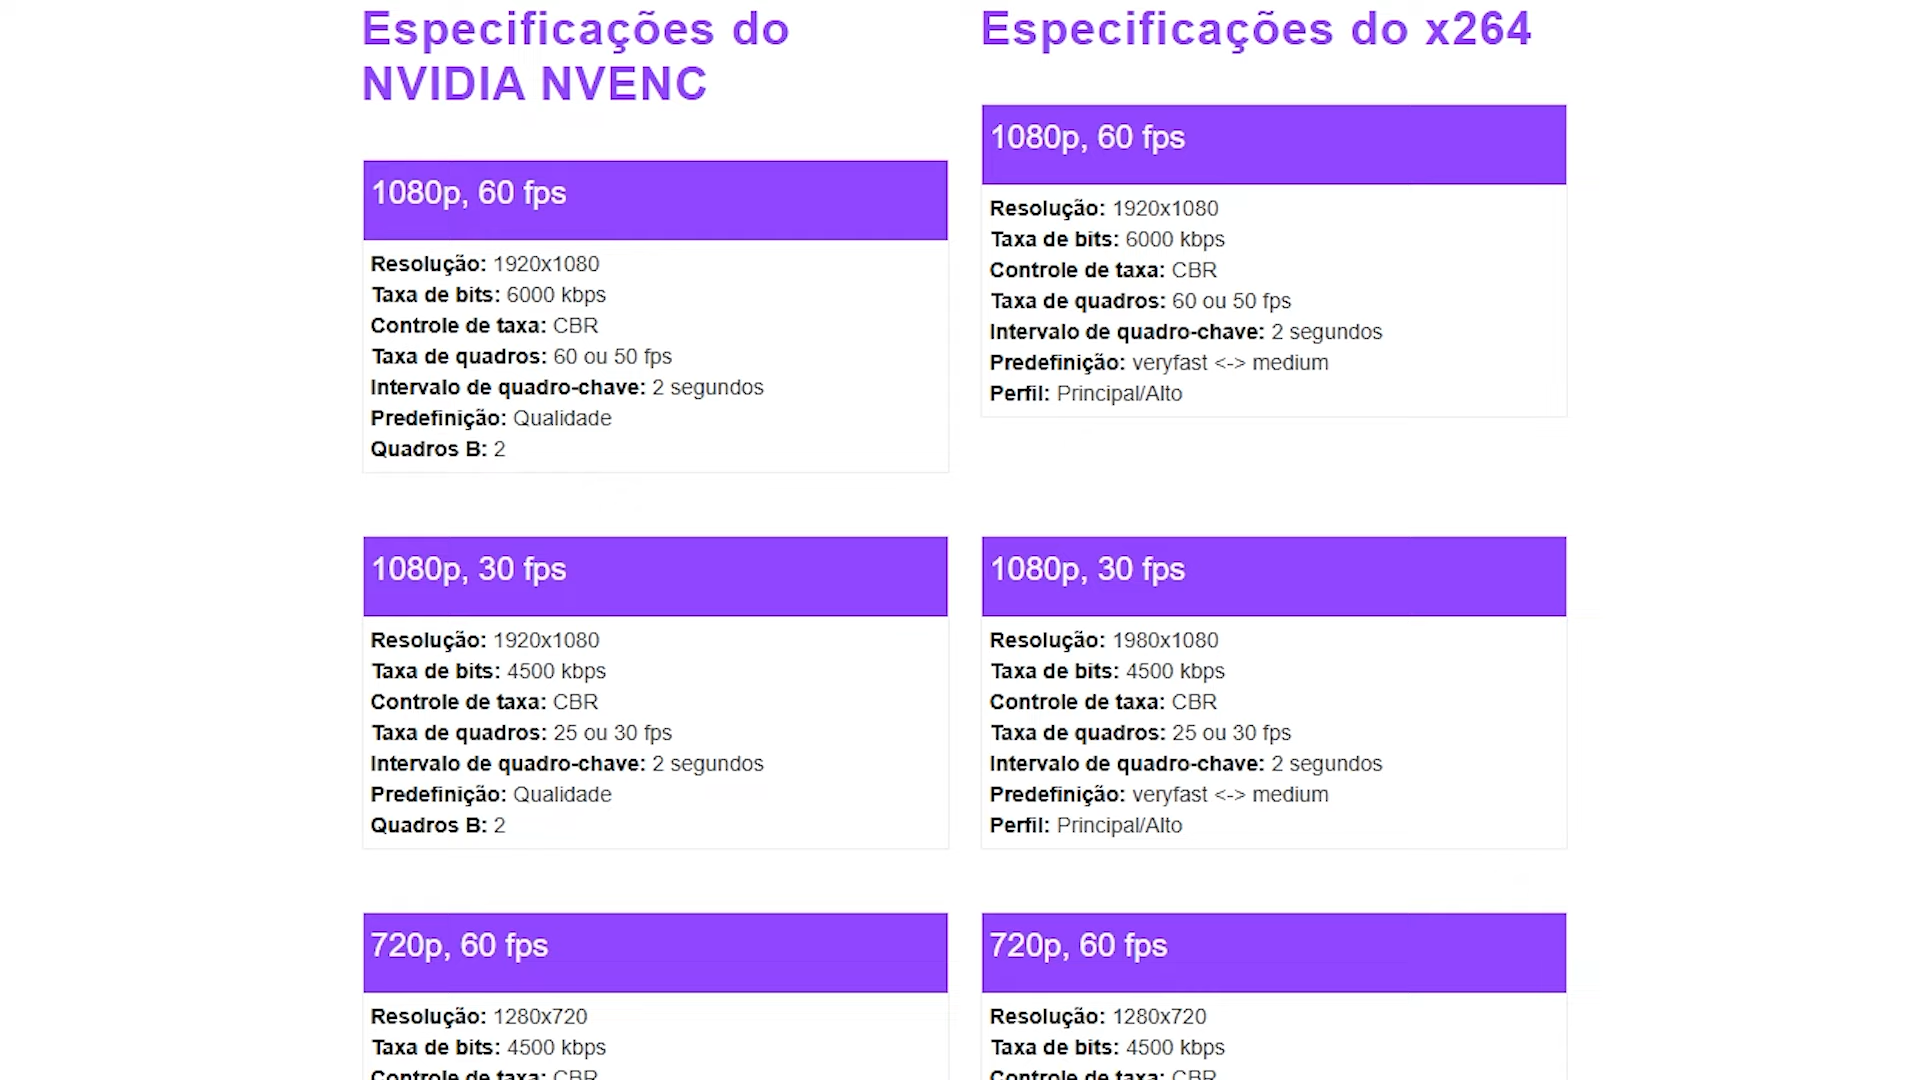 Especificações do
NVIDIA NVENC
1080p, 60 fps
Resolução: 1920x1080
Taxa de bits: 6000 kbps
Controle de taxa: CBR
Taxa de quadros: 60 ou 50 fps
Intervalo de quadro-chave: 2 segundos
Predefinição: Qualidade
Quadros B: 2
1080p, 30 fps
Resolução: 1920x1080
Taxa de bits: 4500 kbps
Controle de taxa: CBR
Taxa de quadros: 25 ou 30 fps
Intervalo de quadro-chave: 2 segundos
Predefinição: Qualidade
Quadros B: 2
720p, 60 fps
Resolução: 1280x720
Taxa de bits: 4500 kbps
Controle de taxa: CBR
Especificações do x264
1080p, 60 fps
Resolução: 1920x1080
Taxa de bits: 6000 kbps
Controle de taxa: CBR
Taxa de quadros: 60 ou 50 fps
Intervalo de quadro-chave: 2 segundos
Predefinição: veryfast <-> medium
Perfil: Principal/Alto
1080p, 30 fps
Resolução: 1980x1080
Taxa de bits: 4500 kbps
Controle de taxa: CBR
Taxa de quadros: 25 ou 30 fps
Intervalo de quadro-chave: 2 segundos
Predefinição: veryfast <-> medium
Perfil: Principal/Alto
720p, 60 fps
Resolução: 1280x720
Taxa de bits: 4500 kbps
Controle de taxa: CBR